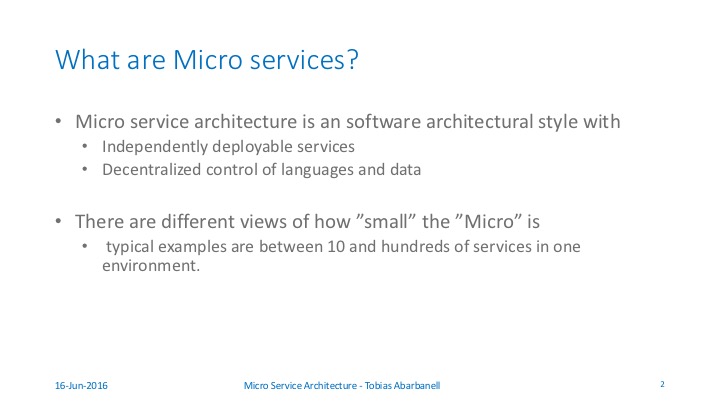 What are Micro services?
• Micro service architecture is an software architectural style with
• Independently deployable services
• Decentralized control of languages and data
• There are different views of how ”small” the ”Micro” is
• typical examples are between 10 and hundreds of services in one
environment.
16-Jun-2016
Micro Service Architecture - Tobias Abarbanell
2